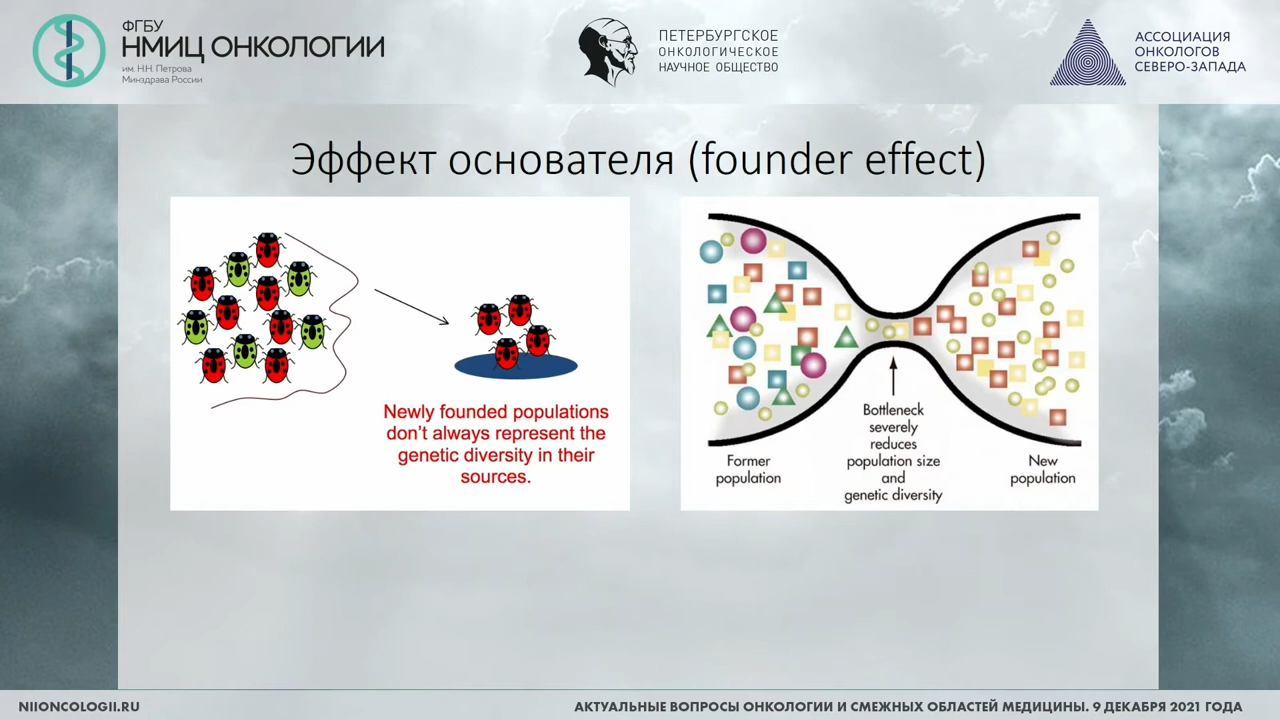 ФГБУ
НМИЦ ОНКОЛОГИИ
им. Н.Н. Петрова
Минздрава России
ПЕТЕРБУРГСКОЕ
ОНКОЛОГИЧЕСКОЕ
НАУЧНОЕ ОБЩЕСТВО
АССОЦИАЦИЯ
ОНКОЛОГОВ
СЕВЕРО-ЗАПАДА
Эффект основателя (founder effect)
Newly founded populations
don't always represent the
genetic diversity in their
sources.
Former
population
Bottleneck
severely
reduces
population size
and
genetic diversity
New
population
NIIONCOLOGII.RU
АКТУАЛЬНЫЕ ВОПРОСЫ ОНКОЛОГИИ И СМЕЖНЫХ ОБЛАСТЕЙ МЕДИЦИНЫ. 9 ДЕКАБРЯ 2021 ГОДА